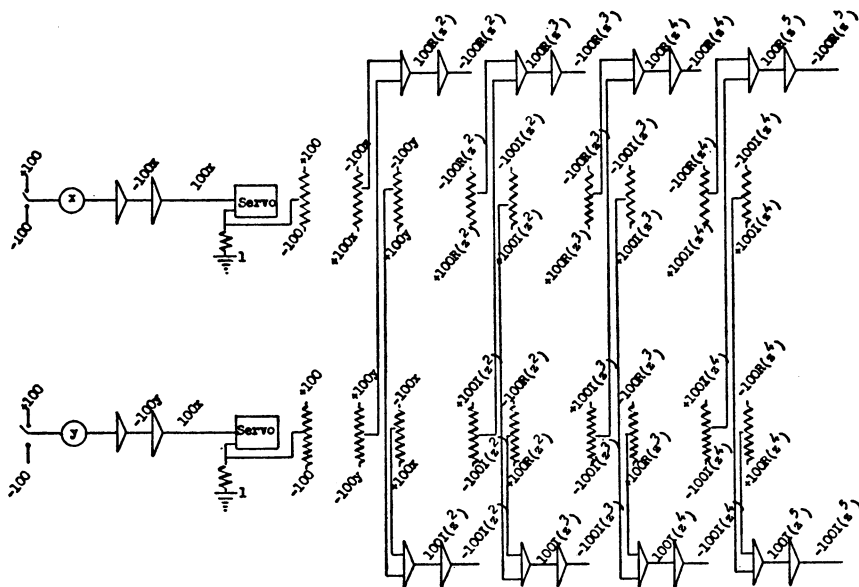 100R(z²)
-100R(z²)
100R(z³)
-100R(z³)
100R(z⁴)
-100R(z⁴)
100R(z⁵)
-100R(z⁵)
+100
x
-100
-100x
100x
Servo
1
+100
-100
-100x
+100x
-100y
+100y
-100R(z²)
+100R(z²)
-100I(z²)
+100I(z²)
-100R(z³)
+100R(z³)
-100I(z³)
+100I(z³)
-100R(z⁴)
+100I(z⁴)
-100I(z⁴)
+100I(z⁴)
+100
y
-100
-100y
100x
Servo
1
+100
-100
+100y
-100y
-100x
+100x
+100I(z²)
-100I(z²)
-100R(z²)
+100R(z²)
+100I(z³)
-100I(z³)
-100R(z³)
+100R(z³)
+100I(z⁴)
-100I(z⁴)
-100R(z⁴)
+100R(z⁴)
100I(z²)
-100I(z²)
100I(z³)
-100I(z³)
100I(z⁴)
-100I(z⁴)
100I(z⁵)
-100I(z⁵)